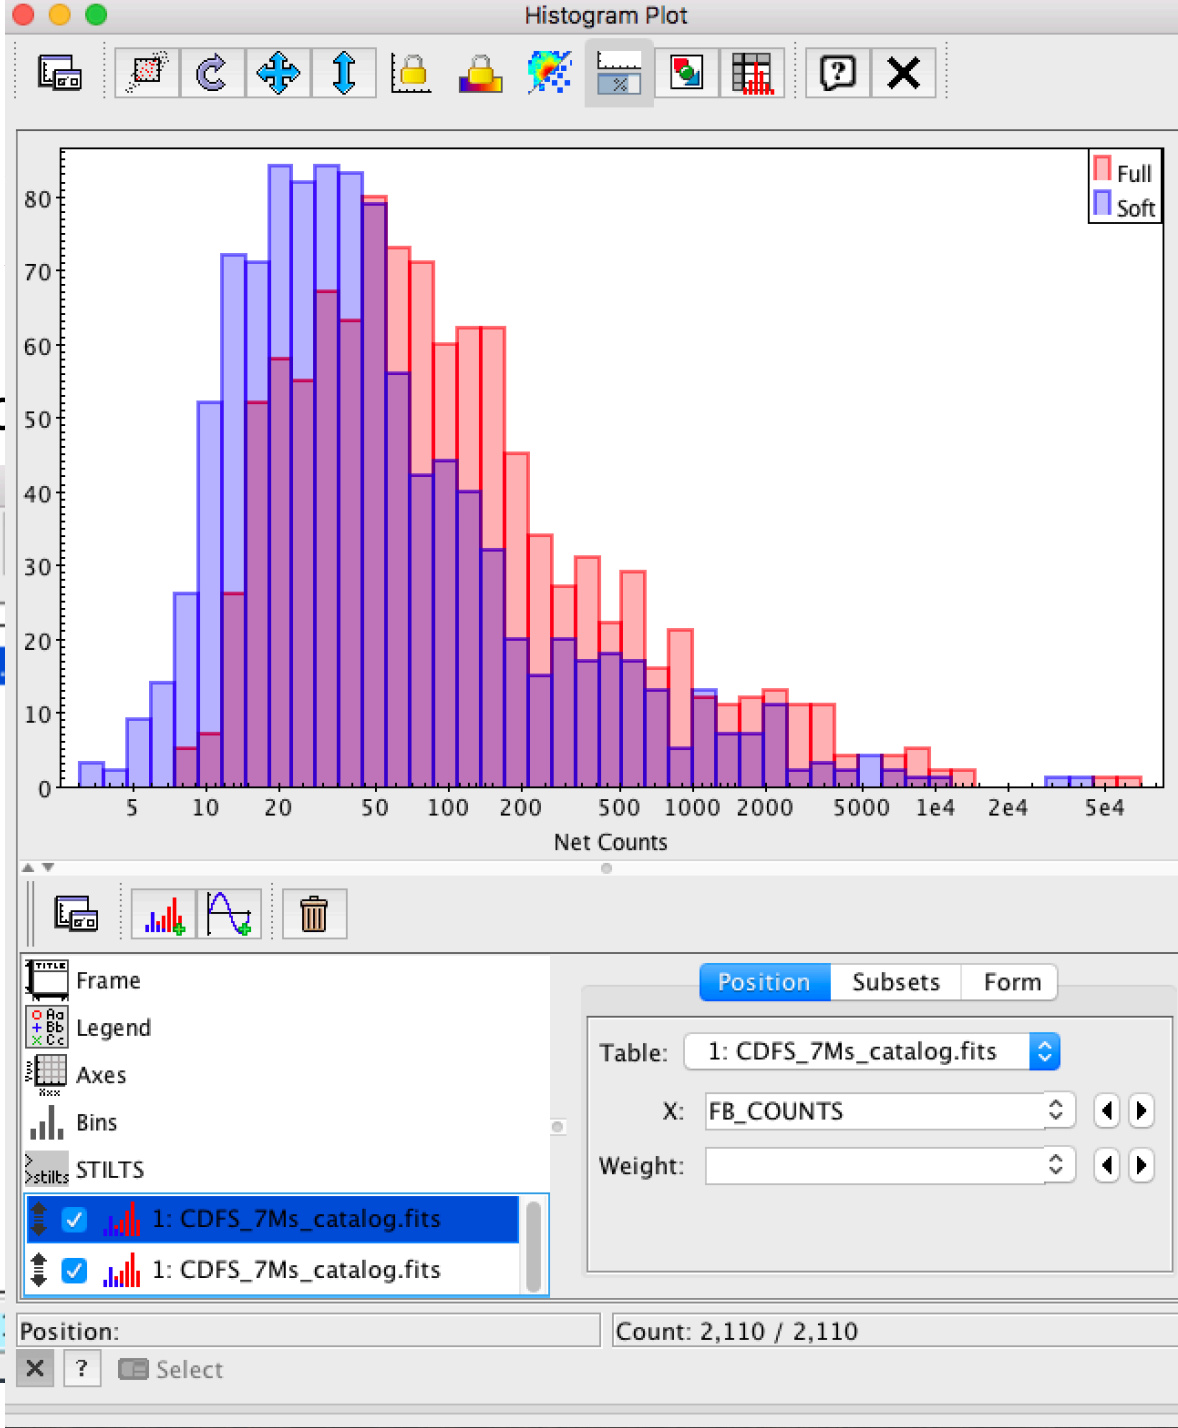 Histogram Plot
Full
Soft
80
70
60
50
40
30
20
10
0
5 10 20 50 100 200 500 1000 2000 5000 1e4 2e4 5e4
Net Counts
Frame
Legend
Axes
Bins
STILTS
1: CDFS_7Ms_catalog.fits
1: CDFS_7Ms_catalog.fits
Position Subsets Form
Table: 1: CDFS_7Ms_catalog.fits
X: FB_COUNTS
Weight:
Position:
Count: 2,110 / 2,110
Select